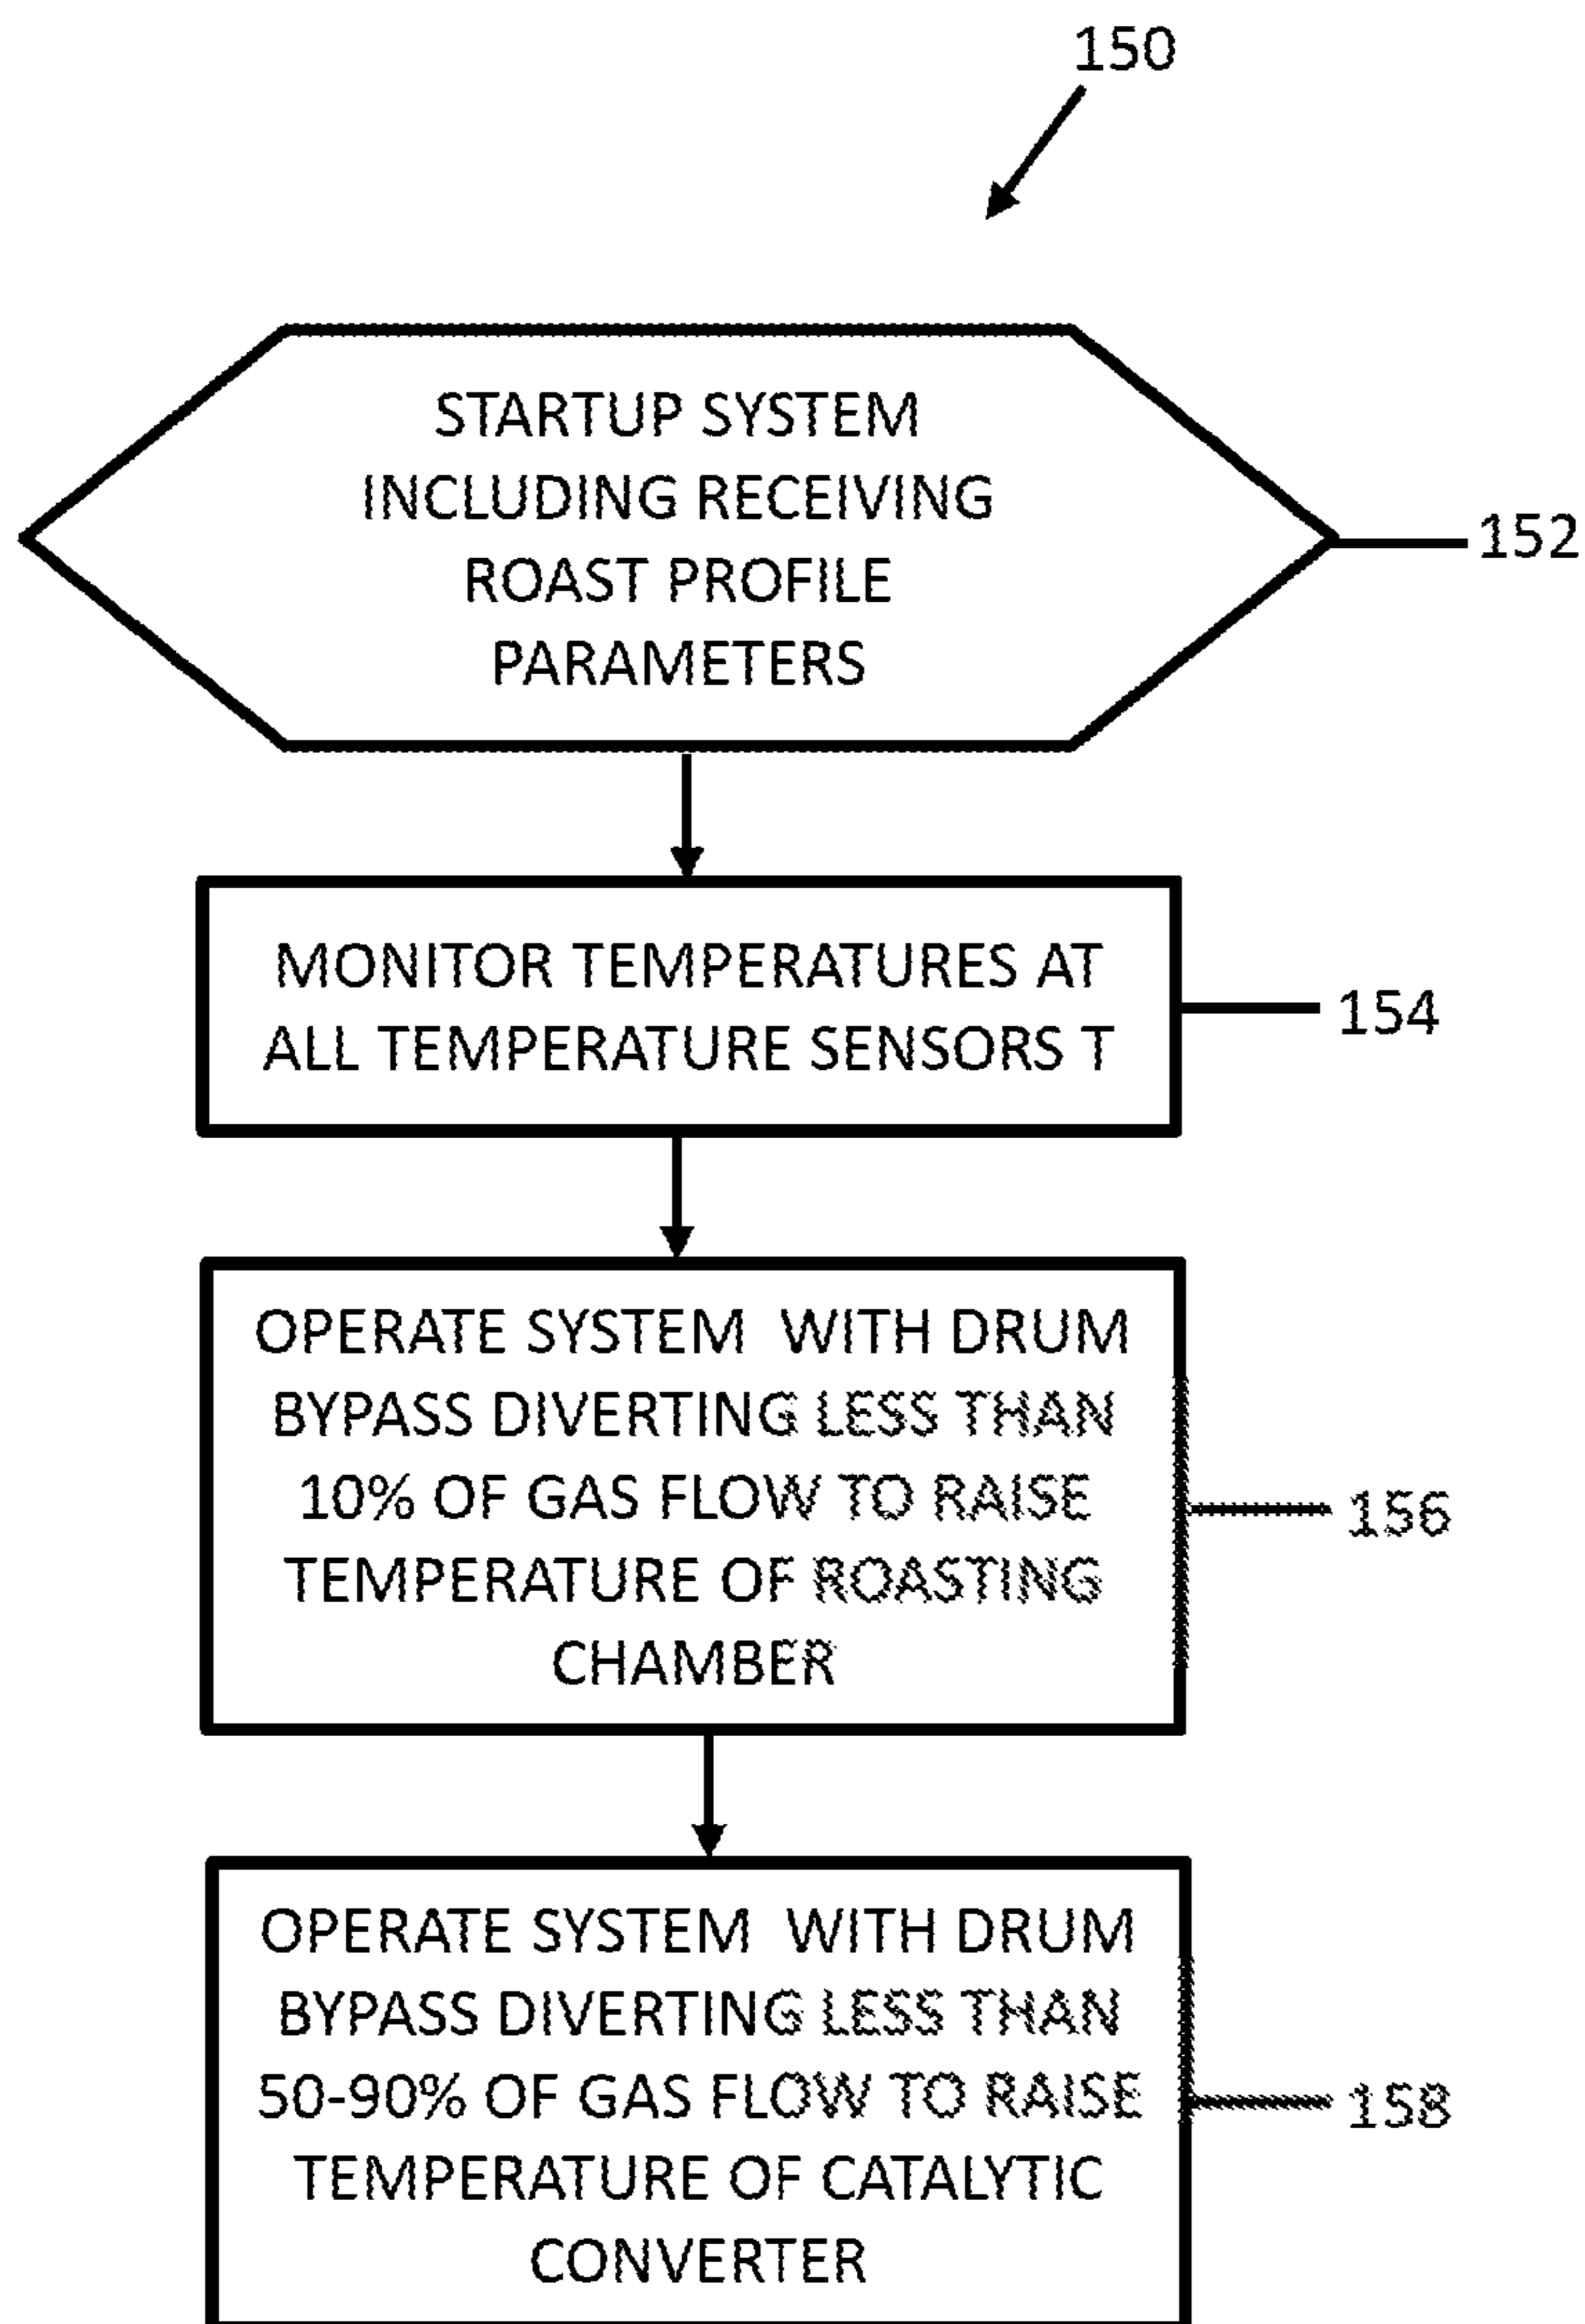 150
STARTUP SYSTEM
INCLUDING RECEIVING
ROAST PROFILE
PARAMETERS
152
MONITOR TEMPERATURES AT
ALL TEMPERATURE SENSORS T
154
OPERATE SYSTEM WITH DRUM
BYPASS DIVERTING LESS THAN
10% OF GAS FLOW TO RAISE
TEMPERATURE OF ROASTING
CHAMBER
156
OPERATE SYSTEM WITH DRUM
BYPASS DIVERTING LESS THAN
50-90% OF GAS FLOW TO RAISE
TEMPERATURE OF CATALYTIC
CONVERTER
158